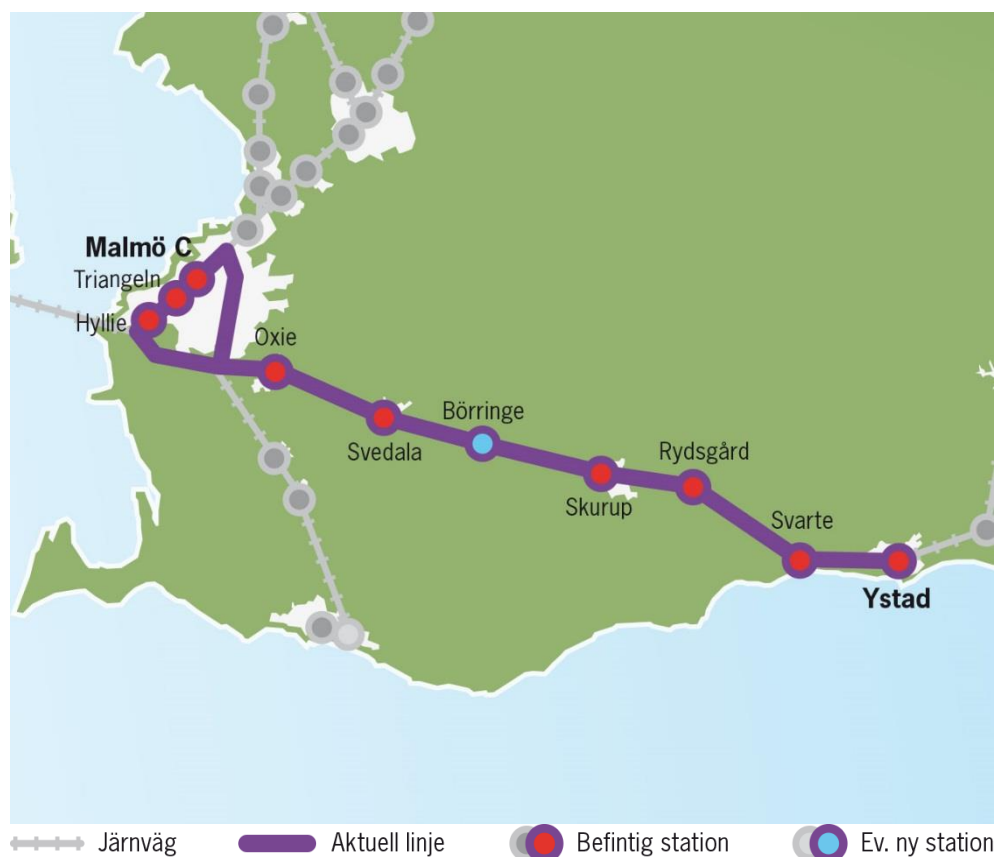 Malmö C
Triangeln
Hyllie
Oxie
Börringe
Svedala
Rydsgård
Skurup
Svarte
Ystad
Järnväg
Aktuell linje
Befintig station
Ev. ny station